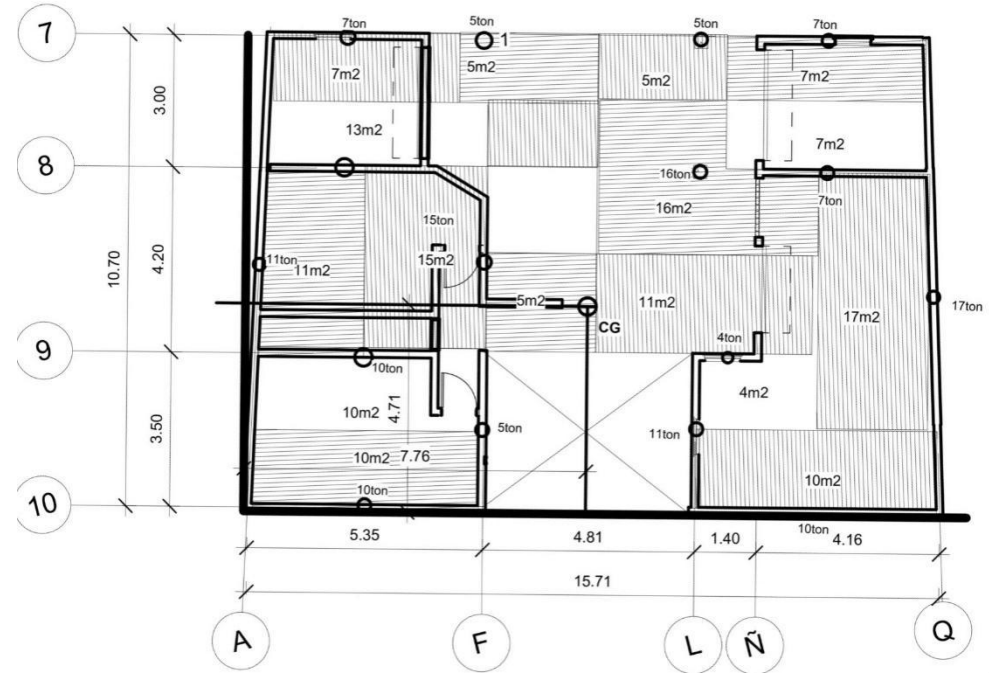 7
7ton
5ton
1
5ton
7ton
7m2
5m2
5m2
7m2
3.00
13m2
7m2
8
16ton
7ton
16m2
15ton
11ton
11m2
15m2
10.70
4.20
5m2
11m2
17m2
17ton
CG
9
4ton
10ton
4m2
10m2
4.71
3.50
5ton
11ton
10m2
7.76
10m2
10ton
10
10ton
5.35
4.81
1.40
4.16
15.71
A
F
L
Ñ
Q